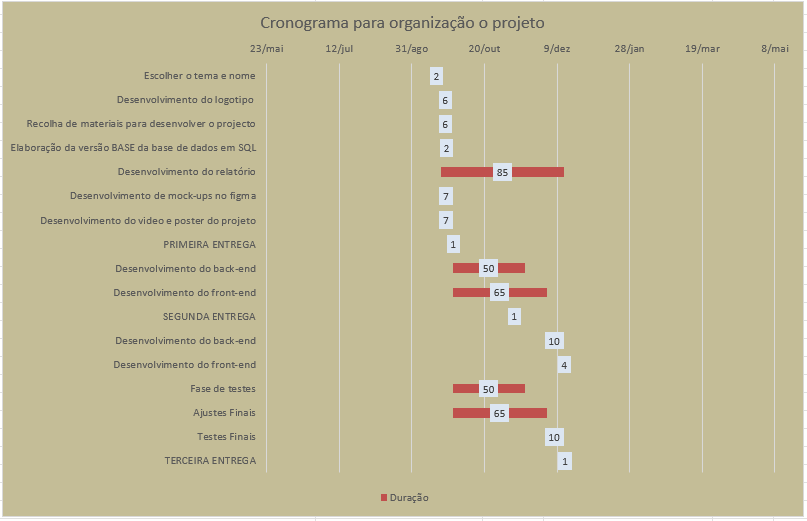 Cronograma para organização o projeto
23/mai 12/jul 31/ago 20/out 9/dez 28/jan 19/mar 8/mai
Escolher o tema e nome 2
Desenvolvimento do logotipo 6
Recolha de materiais para desenvolver o projecto 6
Elaboração da versão BASE da base de dados em SQL 2
Desenvolvimento do relatório 85
Desenvolvimento de mock-ups no figma 7
Desenvolvimento do video e poster do projeto 7
PRIMEIRA ENTREGA 1
Desenvolvimento do back-end 50
Desenvolvimento do front-end 65
SEGUNDA ENTREGA 1
Desenvolvimento do back-end 10
Desenvolvimento do front-end 4
Fase de testes 50
Ajustes Finais 65
Testes Finais 10
TERCEIRA ENTREGA 1
Duração